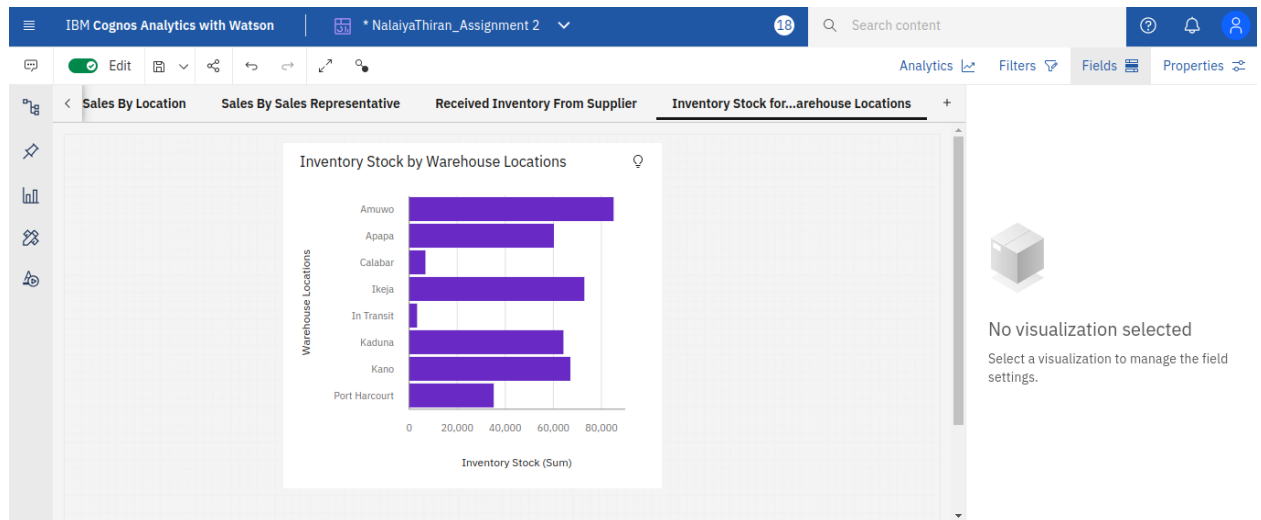 IBM Cognos Analytics with Watson
* NalaiyaThiran_Assignment 2
18
Search content
Edit
Analytics
Filters
Fields
Properties
Sales By Location
Sales By Sales Representative
Received Inventory From Supplier
Inventory Stock for...arehouse Locations
+
Inventory Stock by Warehouse Locations
Warehouse Locations
Amuwo
Apapa
Calabar
Ikeja
In Transit
Kaduna
Kano
Port Harcourt
0 20,000 40,000 60,000 80,000
Inventory Stock (Sum)
No visualization selected
Select a visualization to manage the field
settings.